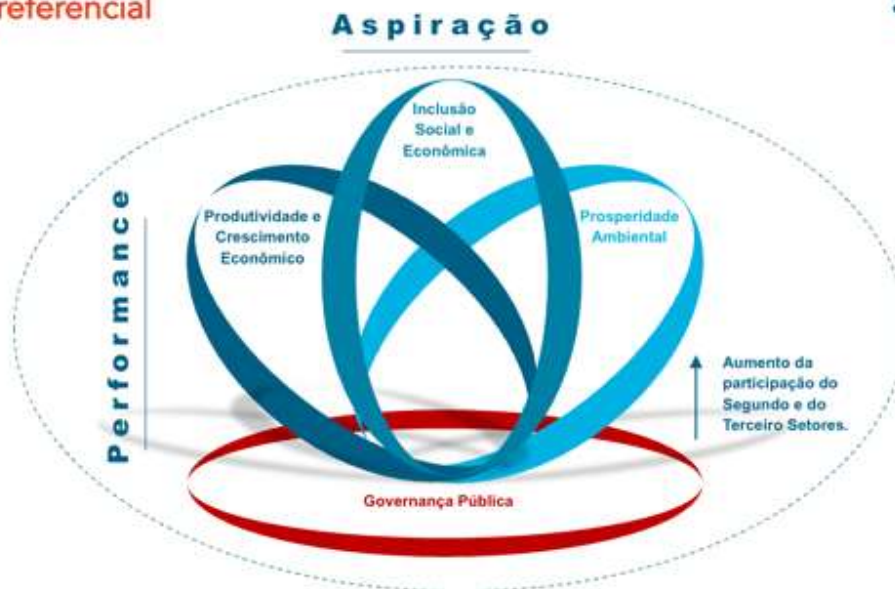 referencial
Aspiração
Inclusão
Social e
Econômica
Produtividade e
Crescimento
Econômico
Prosperidade
Ambiental
Performance
Aumento da
participação do
Segundo e do
Terceiro Setores.
Governança Pública